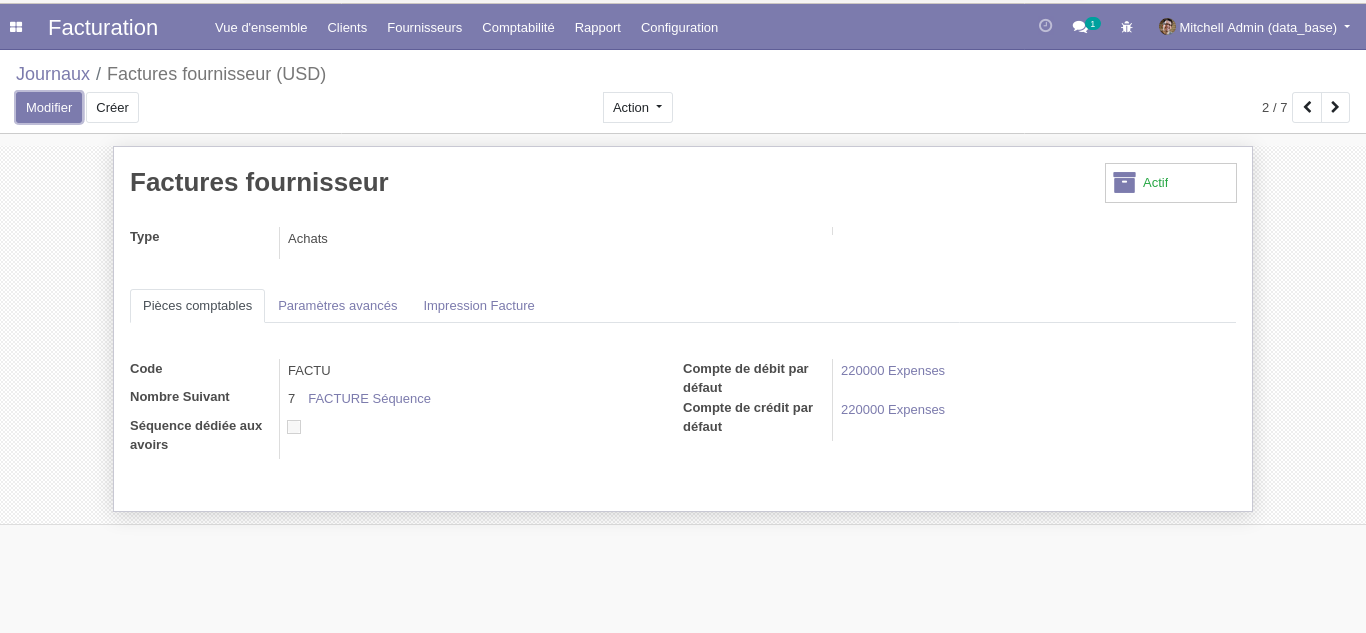 Facturation Vue d'ensemble Clients Fournisseurs Comptabilité Rapport Configuration 1 Mitchell Admin (data_base)
Journaux / Factures fournisseur (USD)
Modifier Créer Action 2 / 7
Factures fournisseur Actif
Type Achats
Pièces comptables Paramètres avancés Impression Facture
Code FACTU
Nombre Suivant 7 FACTURE Séquence
Séquence dédiée aux
avoirs
Compte de débit par
défaut
220000 Expenses
Compte de crédit par
défaut
220000 Expenses